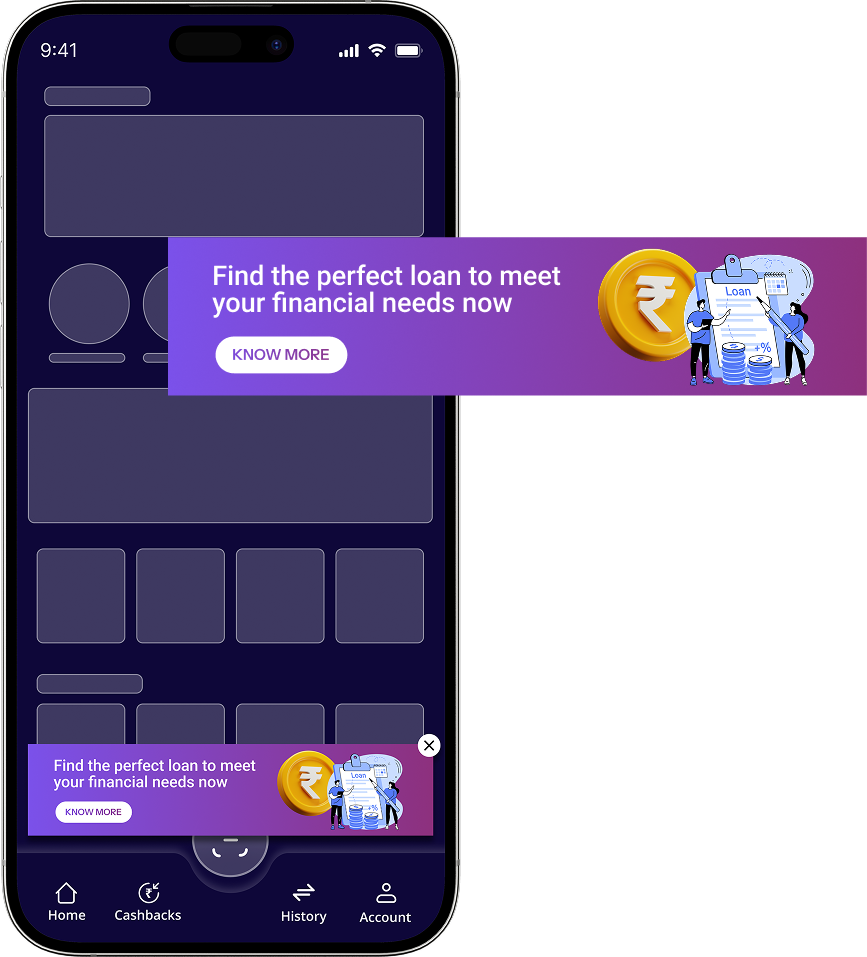 9:41
Find the perfect loan to meet
your financial needs now
KNOW MORE
₹
Loan
$
$
+%
Find the perfect loan to meet
your financial needs now
KNOW MORE
₹
Loan
+%
Home
₹
Cashbacks
History
Account